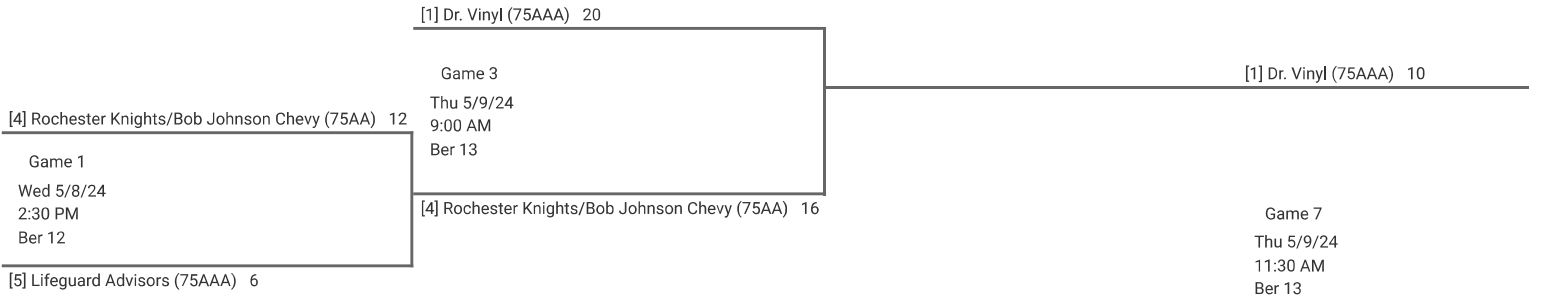 [1] Dr. Vinyl (75AAA) 20
Game 3
Thu 5/9/24
9:00 AM
Ber 13
[1] Dr. Vinyl (75AAA) 10
[4] Rochester Knights/Bob Johnson Chevy (75AA) 12
Game 1
Wed 5/8/24
2:30 PM
Ber 12
[4] Rochester Knights/Bob Johnson Chevy (75AA) 16
[5] Lifeguard Advisors (75AAA) 6
Game 7
Thu 5/9/24
11:30 AM
Ber 13